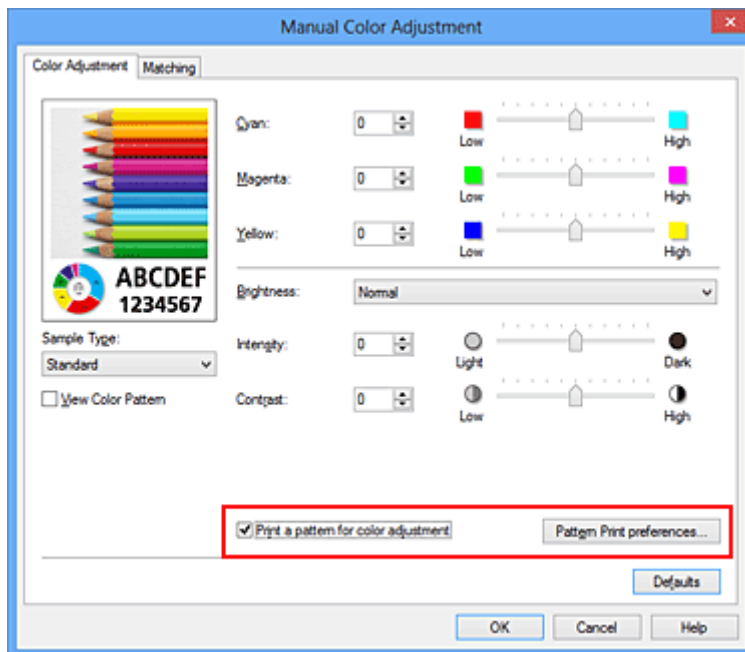 Manual Color Adjustment
Color Adjustment Matching
Cyan: 0 Low High
Magenta: 0 Low High
Yellow: 0 Low High
ABCDEF
1234567
Brightness: Normal
Sample Type:
Standard
Intensity: 0 Light Dark
View Color Pattern
Contrast: 0 Low High
Print a pattern for color adjustment Pattern Print preferences...
Defaults
OK Cancel Help